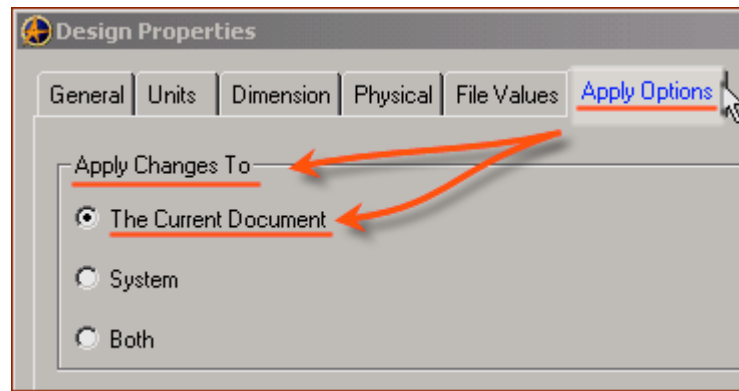 Design Properties
General Units Dimension Physical File Values Apply Options
Apply Changes To
The Current Document
System
Both